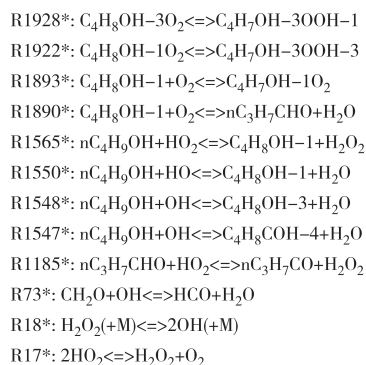 R1928*: C₄H₈OH−3O₂<=>C₄H₇OH−3OOH−1
R1922*: C₄H₈OH−1O₂<=>C₄H₇OH−3OOH−3
R1893*: C₄H₈OH−1+O₂<=>C₄H₇OH−1O₂
R1890*: C₄H₈OH−1+O₂<=>nC₃H₇CHO+H₂O
R1565*: nC₄H₉OH+HO₂<=>C₄H₈OH−1+H₂O₂
R1550*: nC₄H₉OH+HO<=>C₄H₈OH−1+H₂O
R1548*: nC₄H₉OH+OH<=>C₄H₈OH−3+H₂O
R1547*: nC₄H₉OH+OH<=>C₄H₈COH−4+H₂O
R1185*: nC₃H₇CHO+HO₂<=>nC₃H₇CO+H₂O₂
R73*: CH₂O+OH<=>HCO+H₂O
R18*: H₂O₂(+M)<=>2OH(+M)
R17*: 2HO₂<=>H₂O₂+O₂